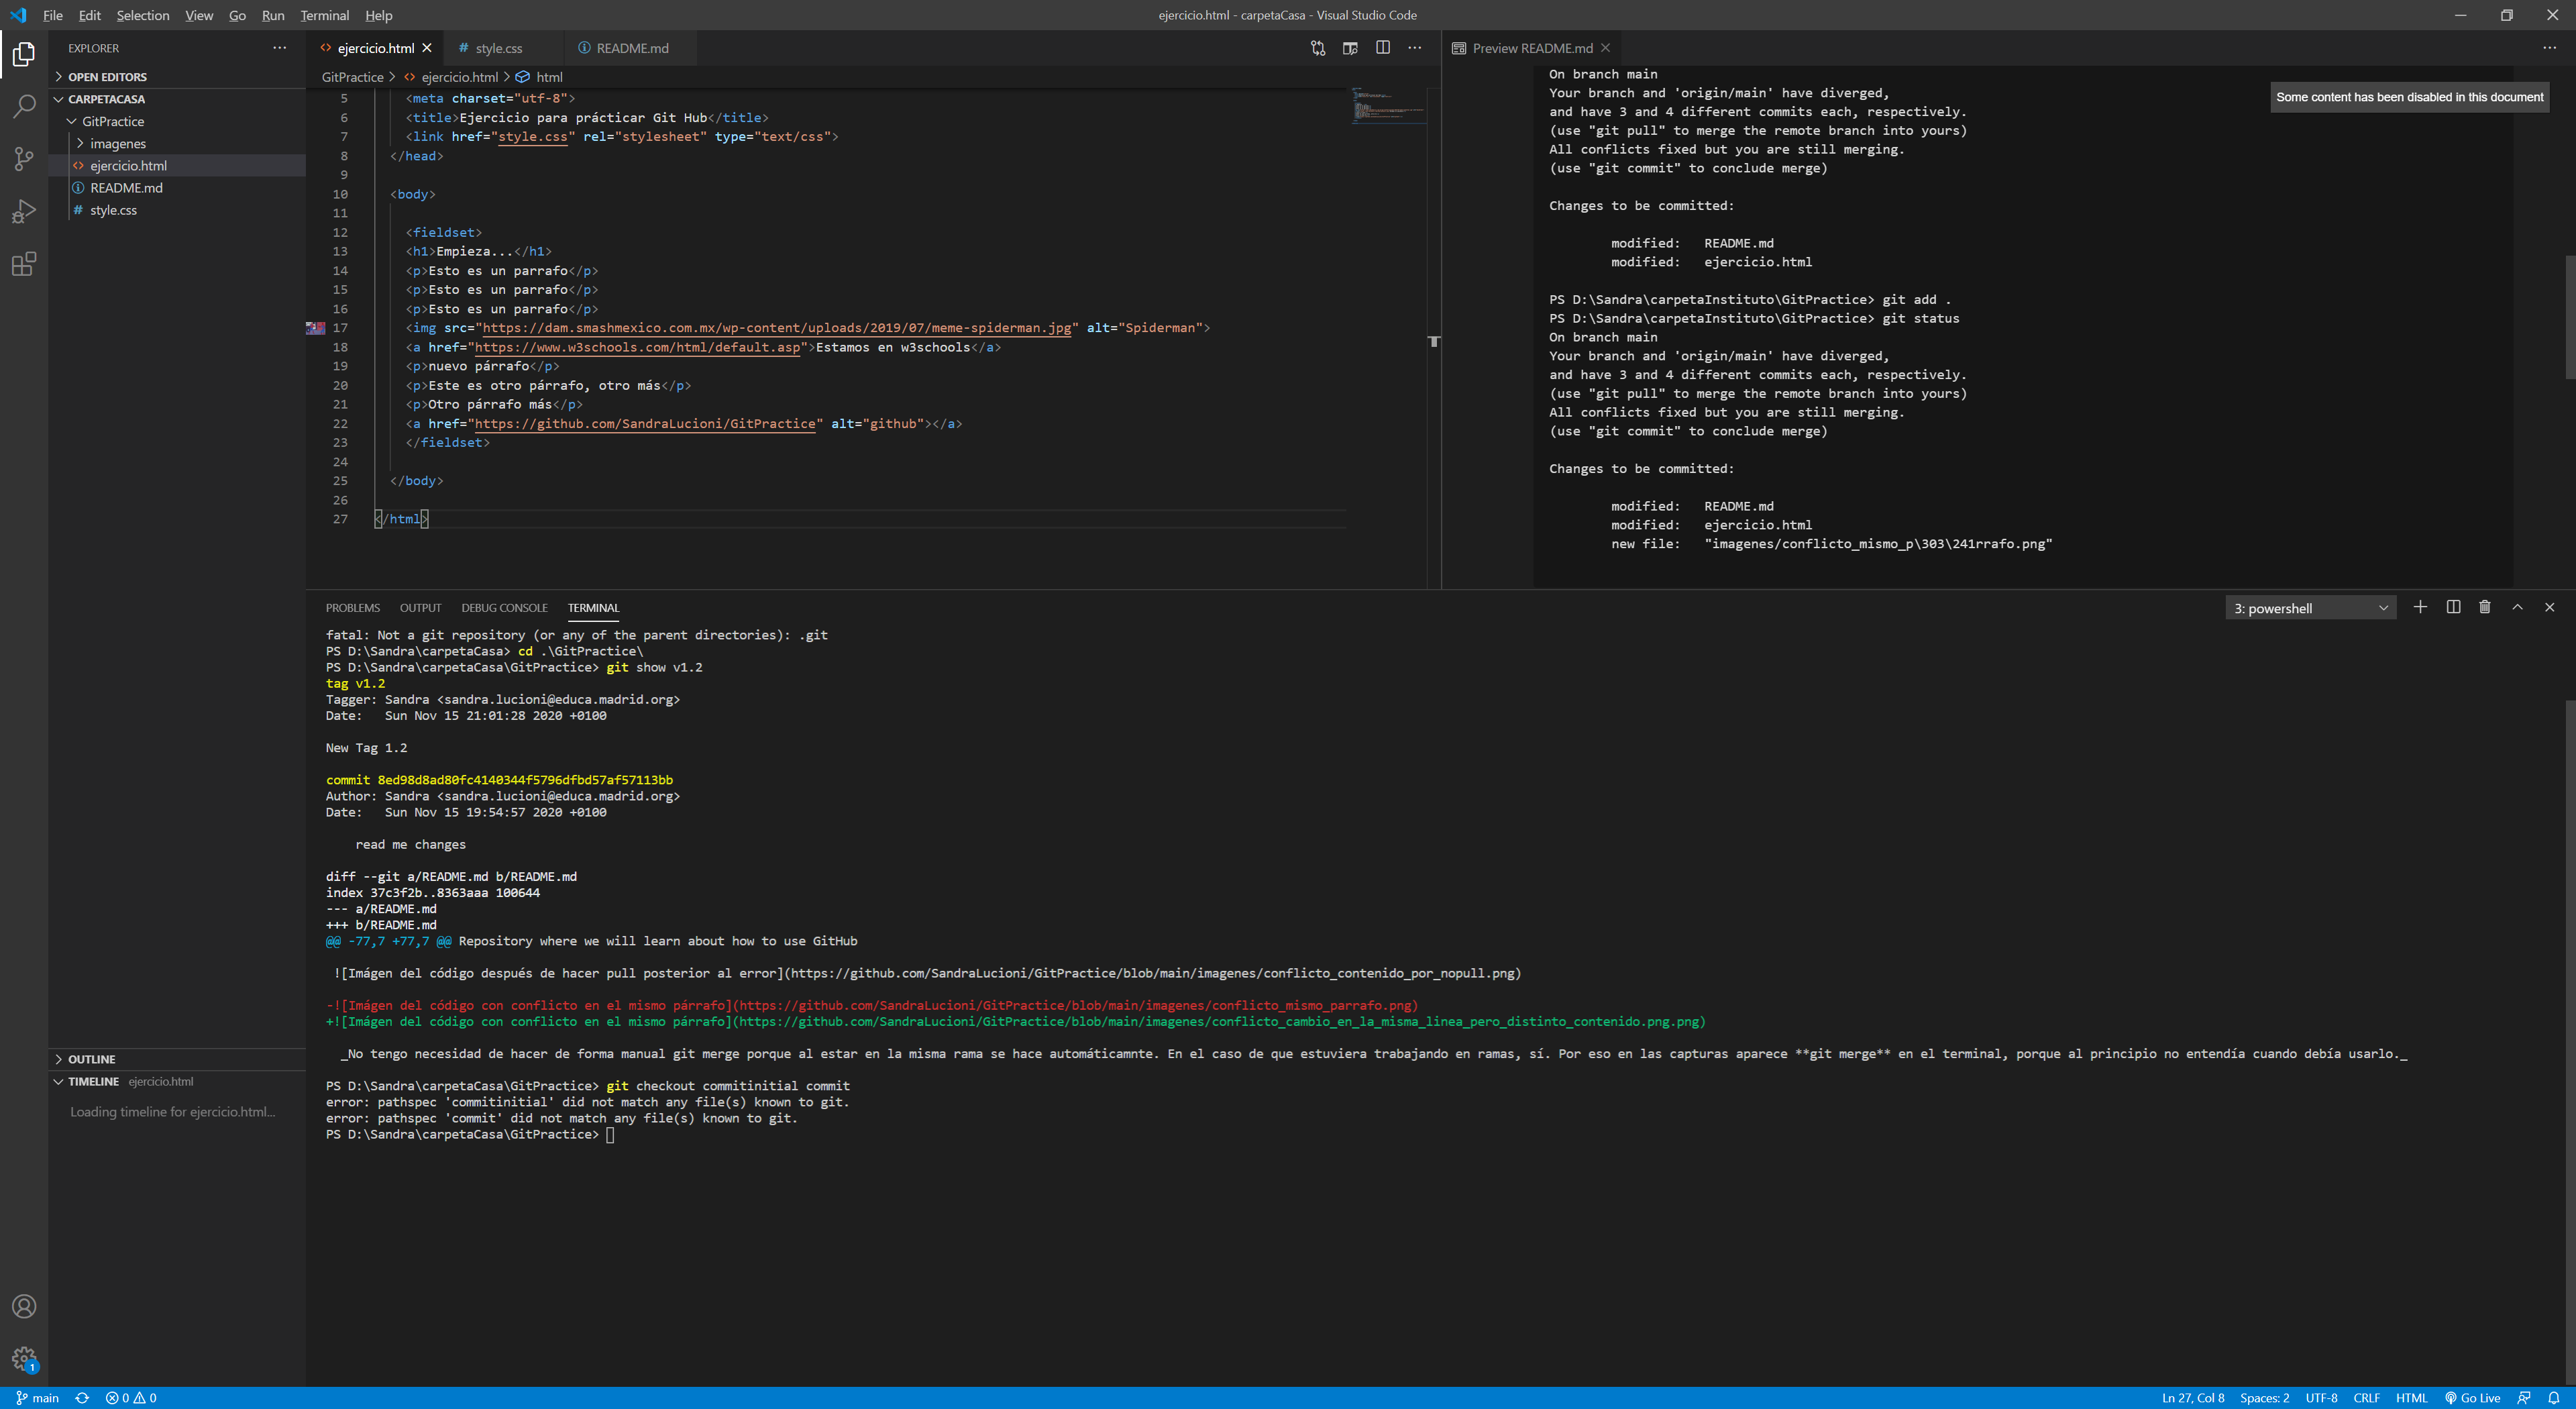 File Edit Selection View Go Run Terminal Help
ejercicio.html - carpetaCasa - Visual Studio Code
EXPLORER
OPEN EDITORS
CARPETACASA
GitPractice
imagenes
ejercicio.html
README.md
style.css
OUTLINE
TIMELINE ejercicio.html
Loading timeline for ejercicio.html...
1
ejercicio.html
style.css
README.md
GitPractice > ejercicio.html > html
5 <meta charset="utf-8">
6 <title>Ejercicio para prácticar Git Hub</title>
7 <link href="style.css" rel="stylesheet" type="text/css">
8 </head>
9
10 <body>
11
12 <fieldset>
13 <h1>Empieza...</h1>
14 <p>Esto es un parrafo</p>
15 <p>Esto es un parrafo</p>
16 <p>Esto es un parrafo</p>
17 <img src="https://dam.smashmexico.com.mx/wp-content/uploads/2019/07/meme-spiderman.jpg" alt="Spiderman">
18 <a href="https://www.w3schools.com/html/default.asp">Estamos en w3schools</a>
19 <p>nuevo párrafo</p>
20 <p>Este es otro párrafo, otro más</p>
21 <p>Otro párrafo más</p>
22 <a href="https://github.com/SandraLucioni/GitPractice" alt="github"></a>
23 </fieldset>
24
25 </body>
26
27 </html>
Preview README.md
Some content has been disabled in this document
On branch main
Your branch and 'origin/main' have diverged,
and have 3 and 4 different commits each, respectively.
(use "git pull" to merge the remote branch into yours)
All conflicts fixed but you are still merging.
(use "git commit" to conclude merge)
Changes to be committed:
modified: README.md
modified: ejercicio.html
PS D:\Sandra\carpetaInstituto\GitPractice> git add .
PS D:\Sandra\carpetaInstituto\GitPractice> git status
On branch main
Your branch and 'origin/main' have diverged,
and have 3 and 4 different commits each, respectively.
(use "git pull" to merge the remote branch into yours)
All conflicts fixed but you are still merging.
(use "git commit" to conclude merge)
Changes to be committed:
modified: README.md
modified: ejercicio.html
new file: "imagenes/conflicto_mismo_p\303\241rrafo.png"
PROBLEMS OUTPUT DEBUG CONSOLE TERMINAL
3: powershell
fatal: Not a git repository (or any of the parent directories): .git
PS D:\Sandra\carpetaCasa> cd .\GitPractice\
PS D:\Sandra\carpetaCasa\GitPractice> git show v1.2
tag v1.2
Tagger: Sandra <sandra.lucioni@educa.madrid.org>
Date: Sun Nov 15 21:01:28 2020 +0100
New Tag 1.2
commit 8ed98d8ad80fc4140344f5796dfbd57af57113bb
Author: Sandra <sandra.lucioni@educa.madrid.org>
Date: Sun Nov 15 19:54:57 2020 +0100
read me changes
diff --git a/README.md b/README.md
index 37c3f2b..8363aaa 100644
--- a/README.md
+++ b/README.md
@@ -77,7 +77,7 @@ Repository where we will learn about how to use GitHub
![Imágen del código después de hacer pull posterior al error](https://github.com/SandraLucioni/GitPractice/blob/main/imagenes/conflicto_contenido_por_nopull.png)
-![Imágen del código con conflicto en el mismo párrafo](https://github.com/SandraLucioni/GitPractice/blob/main/imagenes/conflicto_mismo_parrafo.png)
+![Imágen del código con conflicto en el mismo párrafo](https://github.com/SandraLucioni/GitPractice/blob/main/imagenes/conflicto_cambio_en_la_misma_linea_pero_distinto_contenido.png.png)
_No tengo necesidad de hacer de forma manual git merge porque al estar en la misma rama se hace automáticamnte. En el caso de que estuviera trabajando en ramas, sí. Por eso en las capturas aparece **git merge** en el terminal, porque al principio no entendía cuando debía usarlo._
PS D:\Sandra\carpetaCasa\GitPractice> git checkout commitinitial commit
error: pathspec 'commitinitial' did not match any file(s) known to git.
error: pathspec 'commit' did not match any file(s) known to git.
PS D:\Sandra\carpetaCasa\GitPractice>
main 0 0
Ln 27, Col 8 Spaces: 2 UTF-8 CRLF HTML Go Live